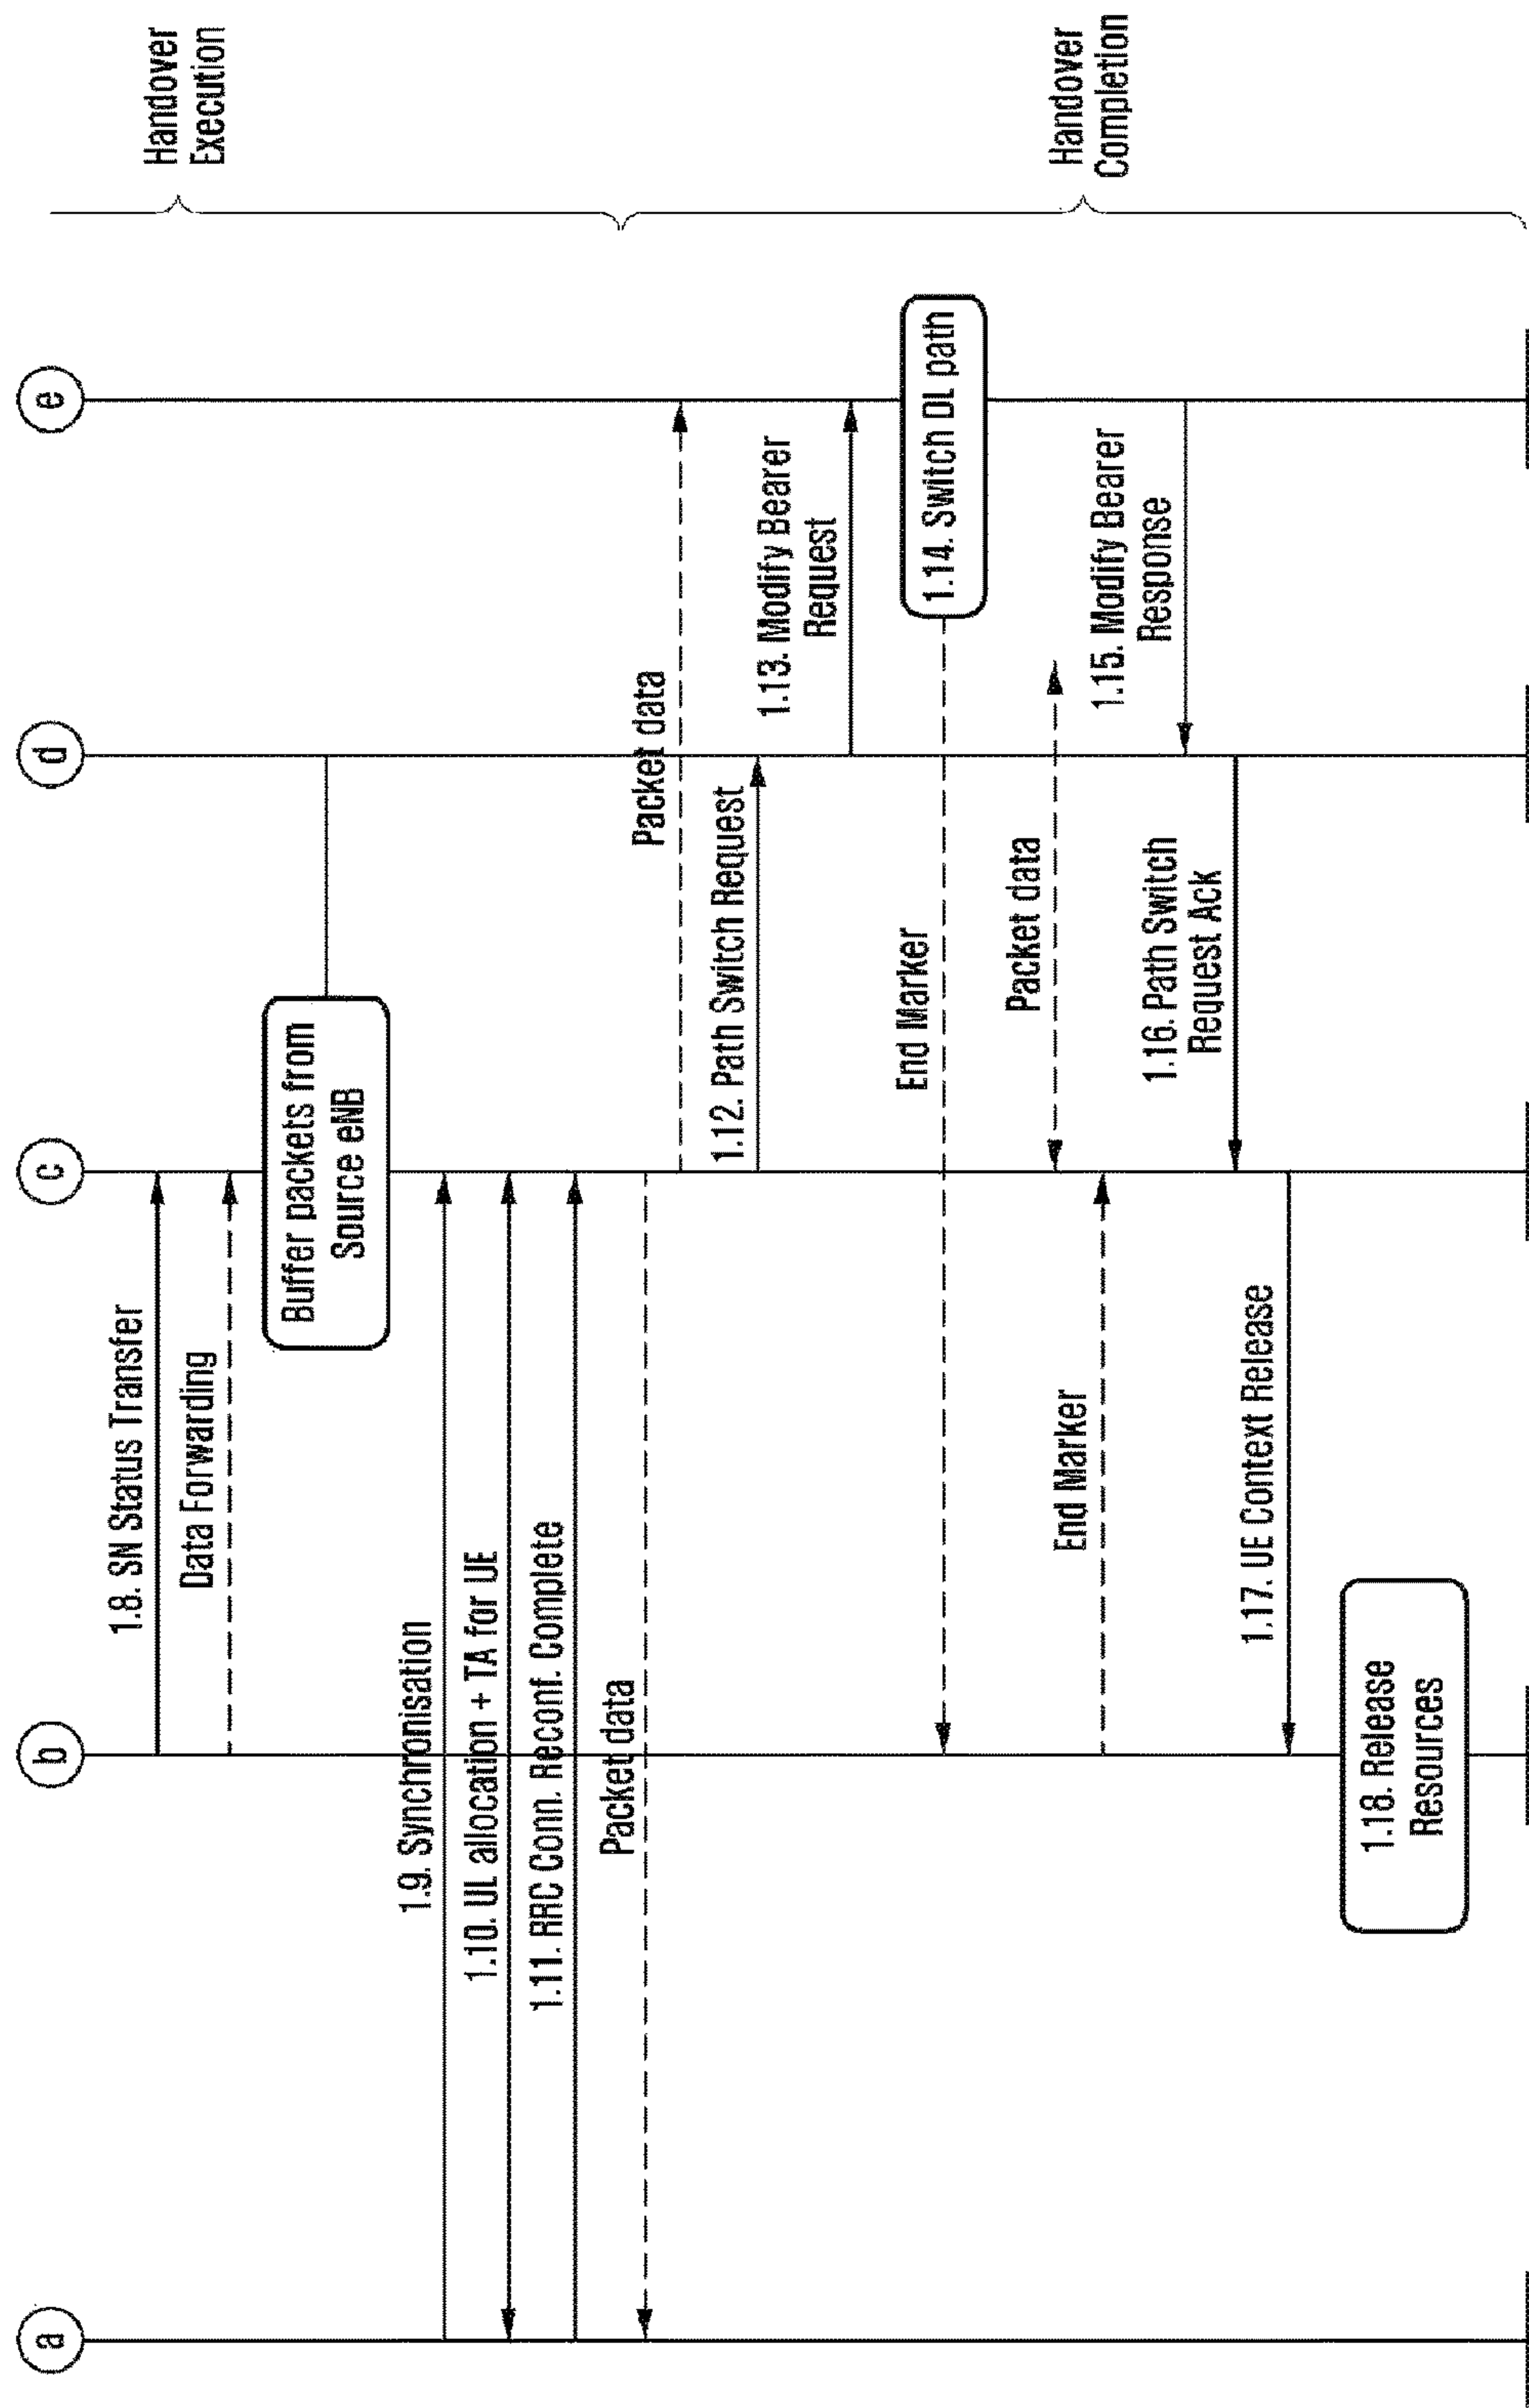 a
b
c
d
e
1.8. SN Status Transfer
Data Forwarding
Buffer packets from
Source eNB
1.9. Synchronisation
1.10. UL allocation + TA for UE
1.11. RRC Conn. Reconf. Complete
Packet data
Packet data
1.12. Path Switch Request
1.13. Modify Bearer
Request
1.14. Switch DL path
End Marker
Packet data
End Marker
1.15. Modify Bearer
Response
1.16. Path Switch
Request Ack
1.17. UE Context Release
1.18. Release
Resources
Handover
Execution
Handover
Completion